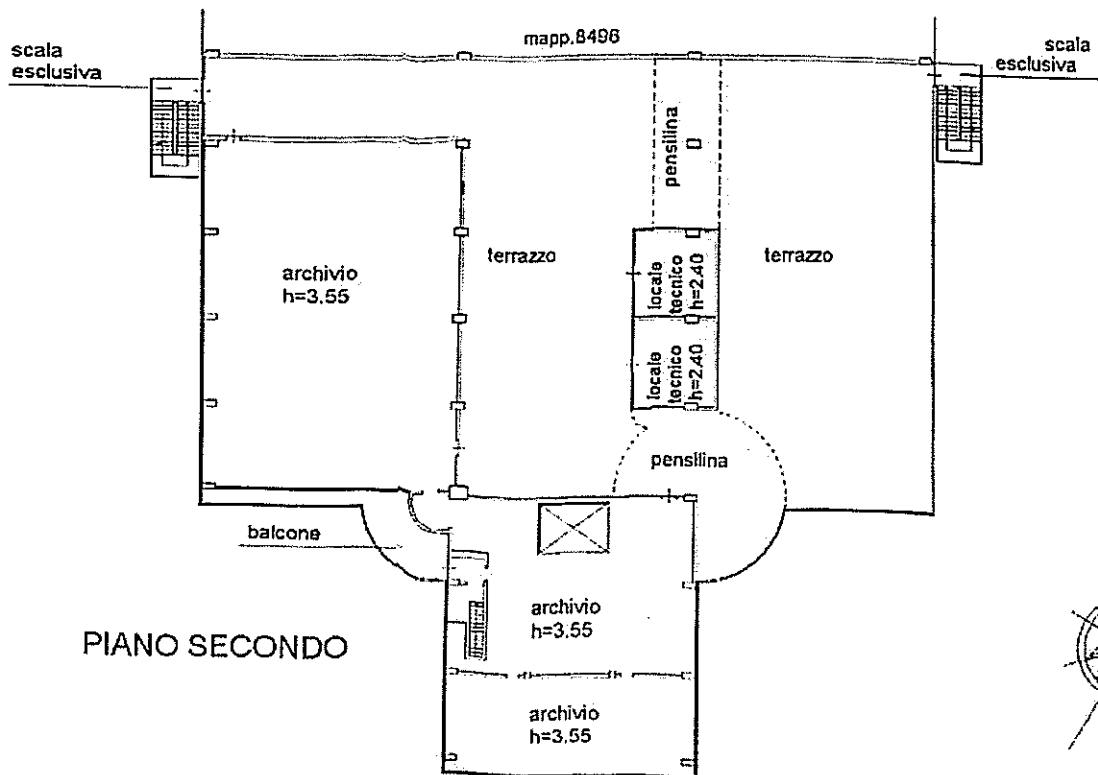 mapp.8496
scala
esclusiva
scala
esclusiva
pensilina
archivio
h=3.55
terrazzo
terrazzo
locale
tecnico
h=2.40
locale
tecnico
h=2.40
pensilina
balcone
archivio
h=3.55
PIANO SECONDO
archivio
h=3.55